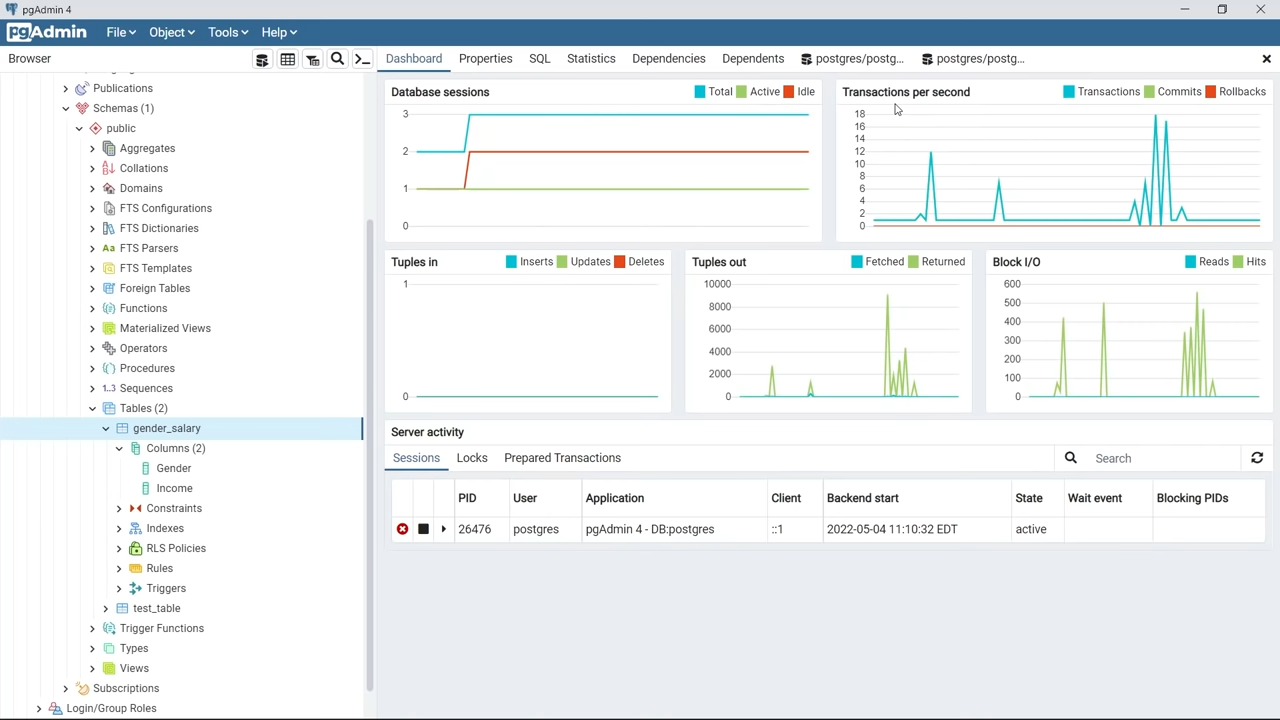 pgAdmin 4
pgAdmin File Object Tools Help
Browser
Dashboard Properties SQL Statistics Dependencies Dependents postgres/postg... postgres/postg...
Publications
Schemas (1)
public
Aggregates
Collations
Domains
FTS Configurations
FTS Dictionaries
Aa FTS Parsers
FTS Templates
Foreign Tables
Functions
Materialized Views
Operators
Procedures
1..3 Sequences
Tables (2)
gender_salary
Columns (2)
Gender
Income
Constraints
Indexes
RLS Policies
Rules
Triggers
test_table
Trigger Functions
Types
Views
Subscriptions
Login/Group Roles
Database sessions Total Active Idle
3
2
1
0
Transactions per second Transactions Commits Rollbacks
18
16
14
12
10
8
6
4
2
0
Tuples in Inserts Updates Deletes
1
0
Tuples out Fetched Returned
10000
8000
6000
4000
2000
0
Block I/O Reads Hits
600
500
400
300
200
100
0
Server activity
Sessions Locks Prepared Transactions Search
PID User Application Client Backend start State Wait event Blocking PIDs
26476 postgres pgAdmin 4 - DB:postgres ::1 2022-05-04 11:10:32 EDT active